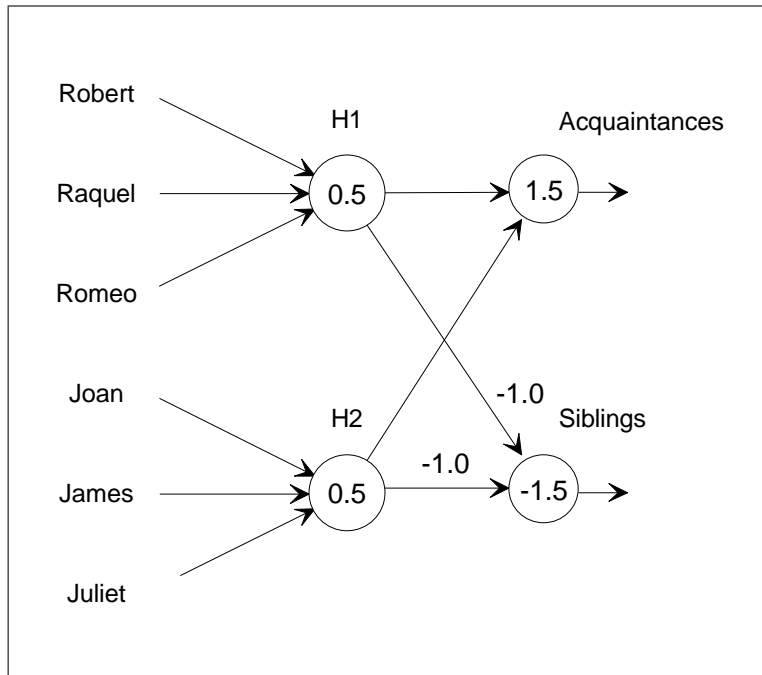 Robert
H1
Acquaintances
Raquel
0.5
1.5
Romeo
Joan
-1.0
H2
Siblings
-1.0
James
0.5
-1.5
Juliet